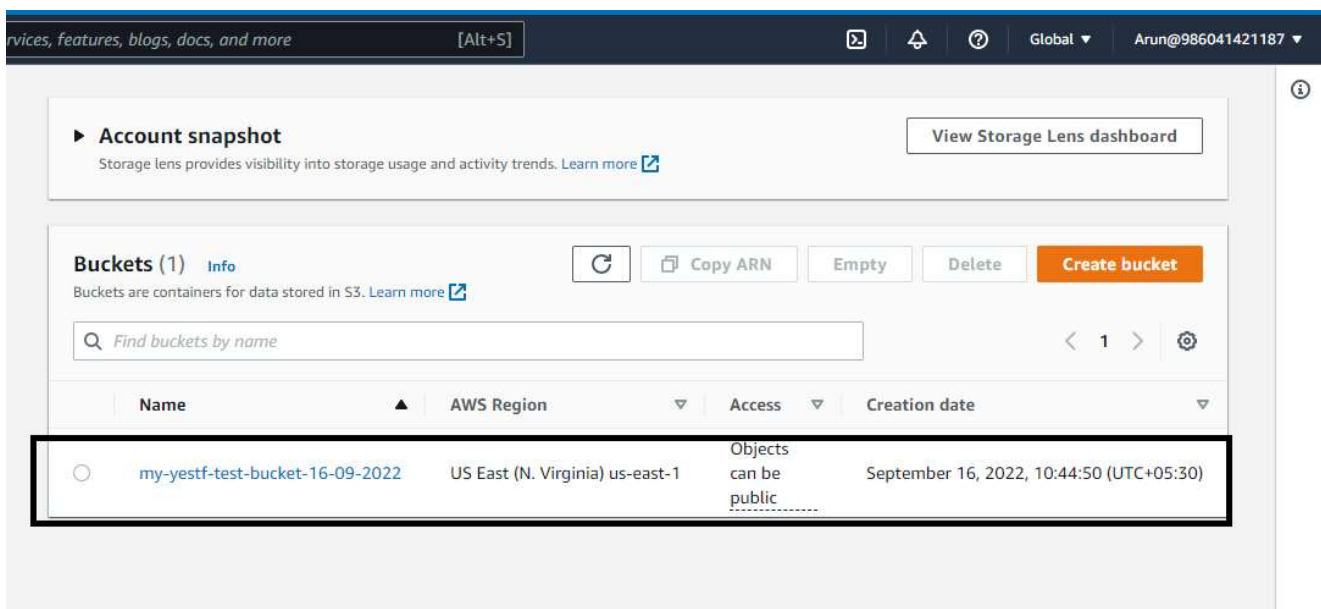 rvices, features, blogs, docs, and more [Alt+S] Global ▼ Arun@986041421187 ▼
Account snapshot
View Storage Lens dashboard
Storage lens provides visibility into storage usage and activity trends. Learn more
Buckets (1) Info
Copy ARN Empty Delete Create bucket
Buckets are containers for data stored in S3. Learn more
Find buckets by name
1
Name AWS Region Access Creation date
my-yestf-test-bucket-16-09-2022 US East (N. Virginia) us-east-1
Objects
can be
public
September 16, 2022, 10:44:50 (UTC+05:30)